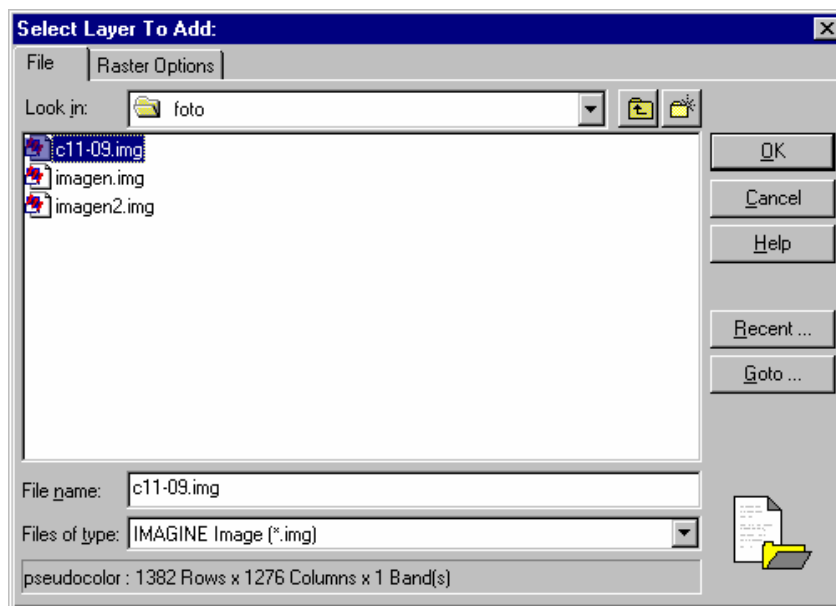 Select Layer To Add:
File Raster Options
Look in: foto
c11-09.img
imagen.img
imagen2.img
OK
Cancel
Help
Recent ...
Goto ...
File name: c11-09.img
Files of type: IMAGINE Image (*.img)
pseudocolor : 1382 Rows x 1276 Columns x 1 Band(s)